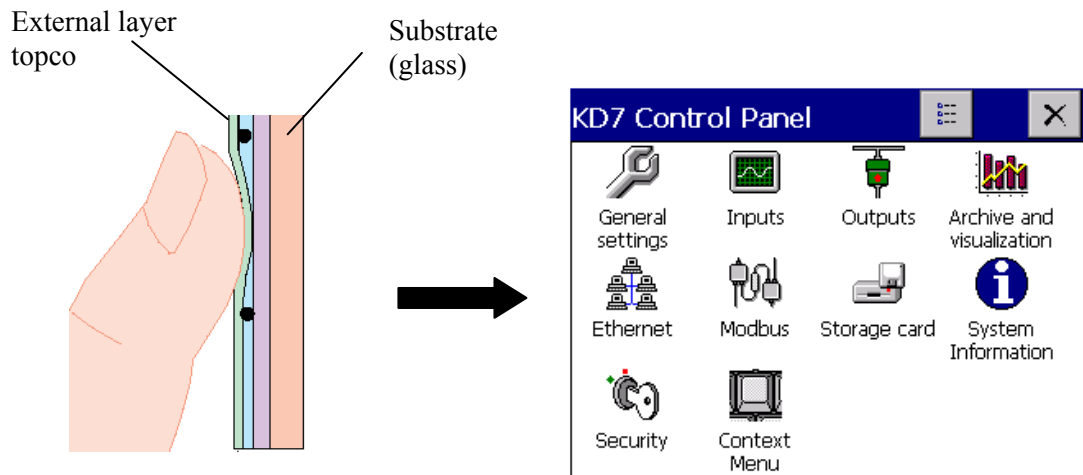 External layer
topco
Substrate
(glass)
KD7 Control Panel
General
settings
Inputs
Outputs
Archive and
visualization
Ethernet
Modbus
Storage card
System
Information
Security
Context
Menu